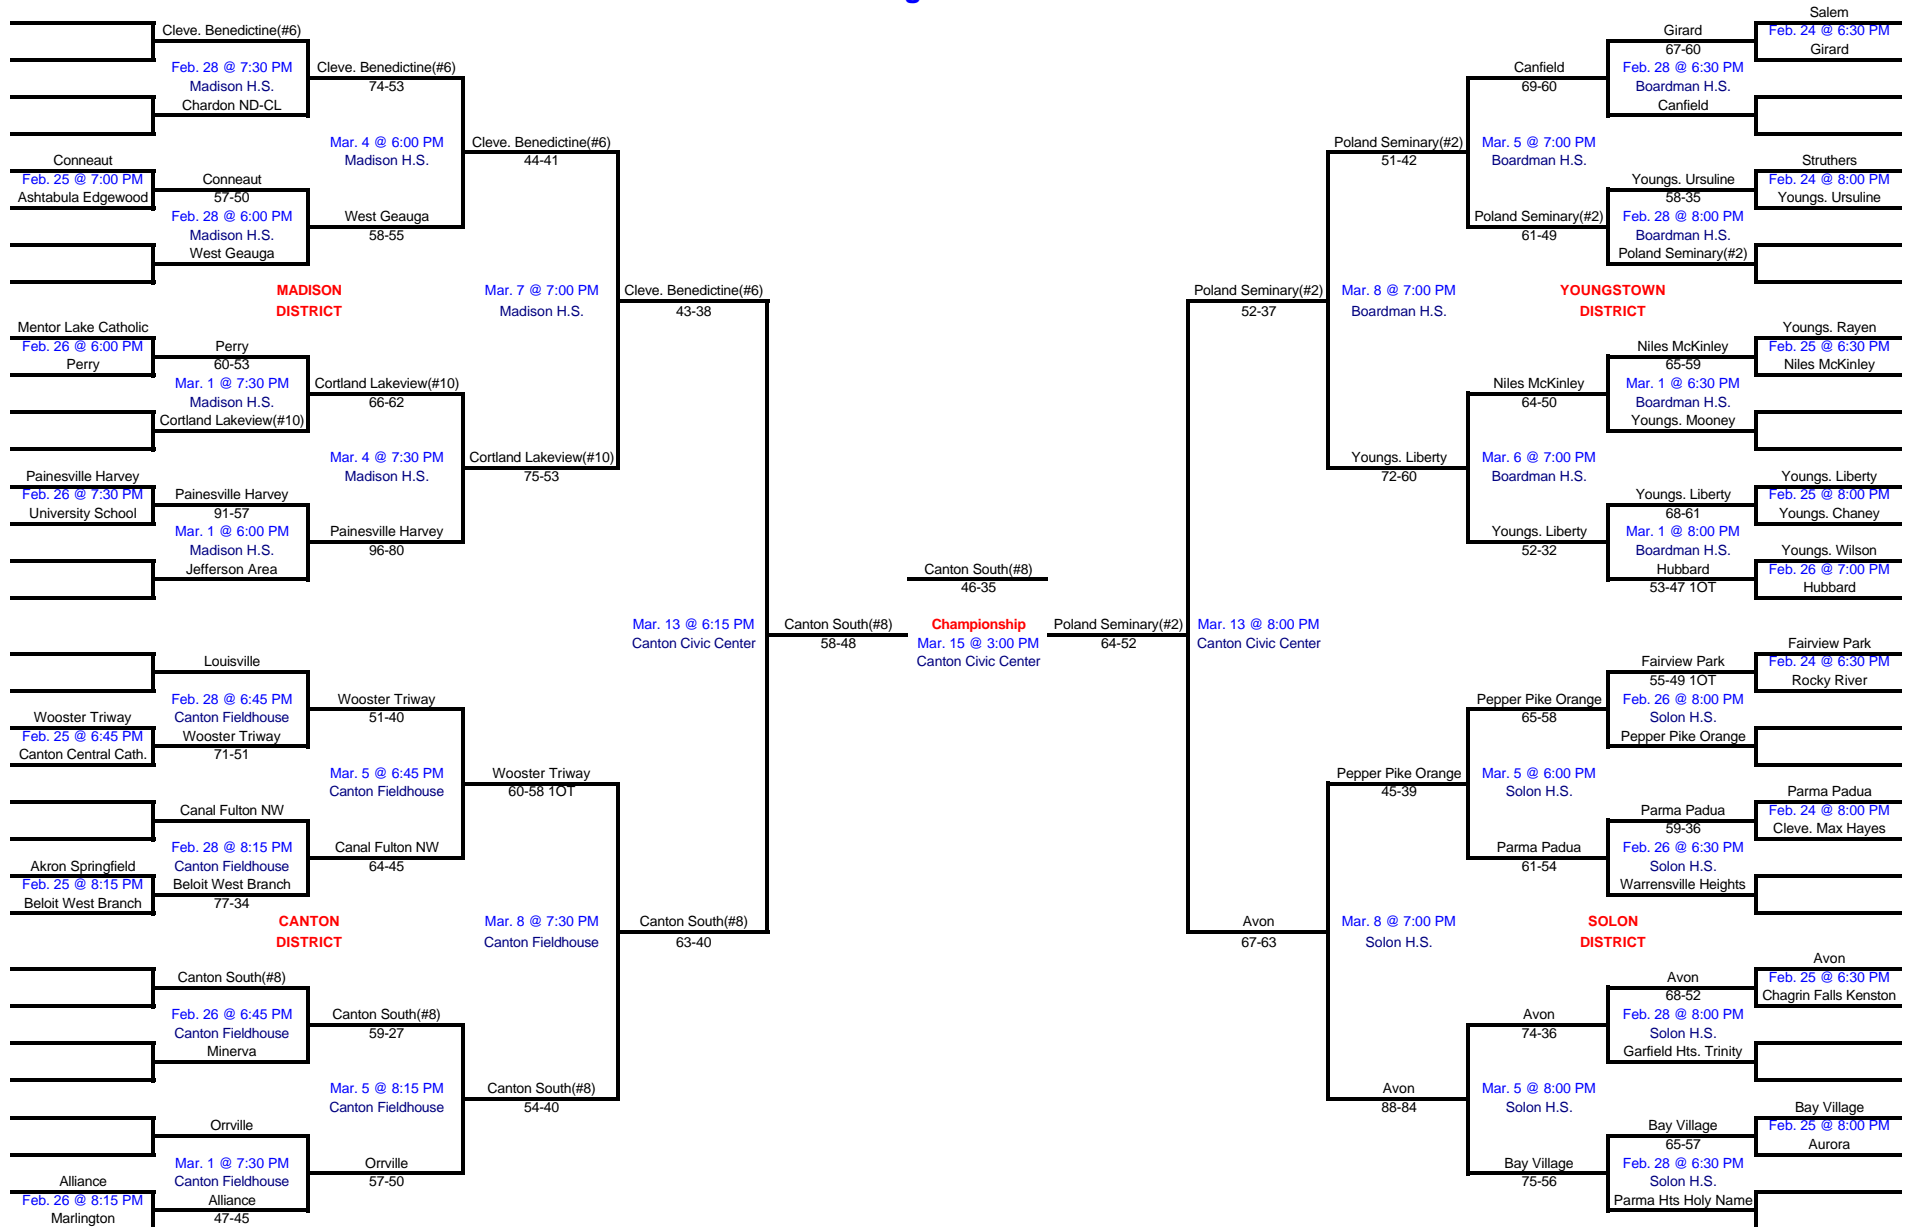 g
Cleve. Benedictine(#6)
Feb. 28 @ 7:30 PM
Madison H.S.
Chardon ND-CL
Conneaut
Feb. 25 @ 7:00 PM
Ashtabula Edgewood
Conneaut
57-50
Feb. 28 @ 6:00 PM
Madison H.S.
West Geauga
Cleve. Benedictine(#6)
74-53
Mar. 4 @ 6:00 PM
Madison H.S.
West Geauga
58-55
Cleve. Benedictine(#6)
44-41
MADISON
DISTRICT
Mar. 7 @ 7:00 PM
Madison H.S.
Cleve. Benedictine(#6)
43-38
Mentor Lake Catholic
Feb. 26 @ 6:00 PM
Perry
Perry
60-53
Mar. 1 @ 7:30 PM
Madison H.S.
Cortland Lakeview(#10)
Painesville Harvey
Feb. 26 @ 7:30 PM
University School
Painesville Harvey
91-57
Mar. 1 @ 6:00 PM
Madison H.S.
Jefferson Area
Cortland Lakeview(#10)
66-62
Mar. 4 @ 7:30 PM
Madison H.S.
Painesville Harvey
96-80
Cortland Lakeview(#10)
75-53
Mar. 13 @ 6:15 PM
Canton Civic Center
Canton South(#8)
58-48
Louisville
Feb. 28 @ 6:45 PM
Canton Fieldhouse
Wooster Triway
Feb. 25 @ 6:45 PM
Canton Central Cath.
Wooster Triway
71-51
Canal Fulton NW
Feb. 28 @ 8:15 PM
Canton Fieldhouse
Akron Springfield
Feb. 25 @ 8:15 PM
Beloit West Branch
Beloit West Branch
77-34
Wooster Triway
51-40
Mar. 5 @ 6:45 PM
Canton Fieldhouse
Canal Fulton NW
64-45
Wooster Triway
60-58 1OT
CANTON
DISTRICT
Mar. 8 @ 7:30 PM
Canton Fieldhouse
Canton South(#8)
63-40
Canton South(#8)
Feb. 26 @ 6:45 PM
Canton Fieldhouse
Minerva
Orrville
Mar. 1 @ 7:30 PM
Canton Fieldhouse
Alliance
Feb. 26 @ 8:15 PM
Marlington
Alliance
47-45
Canton South(#8)
59-27
Mar. 5 @ 8:15 PM
Canton Fieldhouse
Orrville
57-50
Canton South(#8)
54-40
Canton South(#8)
46-35
Championship
Mar. 15 @ 3:00 PM
Canton Civic Center
Poland Seminary(#2)
64-52
Mar. 13 @ 8:00 PM
Canton Civic Center
Salem
Feb. 24 @ 6:30 PM
Girard
Girard
67-60
Feb. 28 @ 6:30 PM
Boardman H.S.
Canfield
Struthers
Feb. 24 @ 8:00 PM
Youngs. Ursuline
Youngs. Ursuline
58-35
Feb. 28 @ 8:00 PM
Boardman H.S.
Poland Seminary(#2)
Canfield
69-60
Mar. 5 @ 7:00 PM
Boardman H.S.
Poland Seminary(#2)
61-49
Poland Seminary(#2)
51-42
Poland Seminary(#2)
52-37
Mar. 8 @ 7:00 PM
Boardman H.S.
YOUNGSTOWN
DISTRICT
Youngs. Rayen
Feb. 25 @ 6:30 PM
Niles McKinley
Niles McKinley
65-59
Mar. 1 @ 6:30 PM
Boardman H.S.
Youngs. Mooney
Youngs. Liberty
Feb. 25 @ 8:00 PM
Youngs. Chaney
Youngs. Liberty
68-61
Mar. 1 @ 8:00 PM
Boardman H.S.
Youngs. Wilson
Feb. 26 @ 7:00 PM
Hubbard
Hubbard
53-47 1OT
Niles McKinley
64-50
Mar. 6 @ 7:00 PM
Boardman H.S.
Youngs. Liberty
52-32
Youngs. Liberty
72-60
Fairview Park
Feb. 24 @ 6:30 PM
Rocky River
Fairview Park
55-49 1OT
Feb. 26 @ 8:00 PM
Solon H.S.
Pepper Pike Orange
Parma Padua
Feb. 24 @ 8:00 PM
Cleve. Max Hayes
Parma Padua
59-36
Feb. 26 @ 6:30 PM
Solon H.S.
Warrensville Heights
Pepper Pike Orange
65-58
Mar. 5 @ 6:00 PM
Solon H.S.
Parma Padua
61-54
Pepper Pike Orange
45-39
Avon
67-63
Mar. 8 @ 7:00 PM
Solon H.S.
SOLON
DISTRICT
Avon
Feb. 25 @ 6:30 PM
Chagrin Falls Kenston
Avon
68-52
Feb. 28 @ 8:00 PM
Solon H.S.
Garfield Hts. Trinity
Bay Village
Feb. 25 @ 8:00 PM
Aurora
Bay Village
65-57
Feb. 28 @ 6:30 PM
Solon H.S.
Parma Hts Holy Name
Avon
74-36
Mar. 5 @ 8:00 PM
Solon H.S.
Bay Village
75-56
Avon
88-84